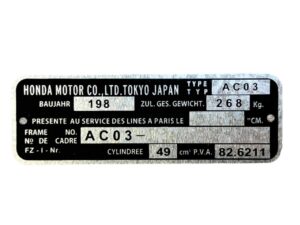 HONDA MOTOR CO.,LTD.TOKYO JAPAN TYPE TYP AC03
BAUJAHR 198 ZUL. GES. GEWICHT. 268 Kg.
PRESENTE AU SERVICE DES LINES A PARIS LE "CM.
FRAME NO. AC03-
Nº DE CADRE
FZ - I - Nr. CYLINDREE 49 cm³ P.V.A. 82.6211